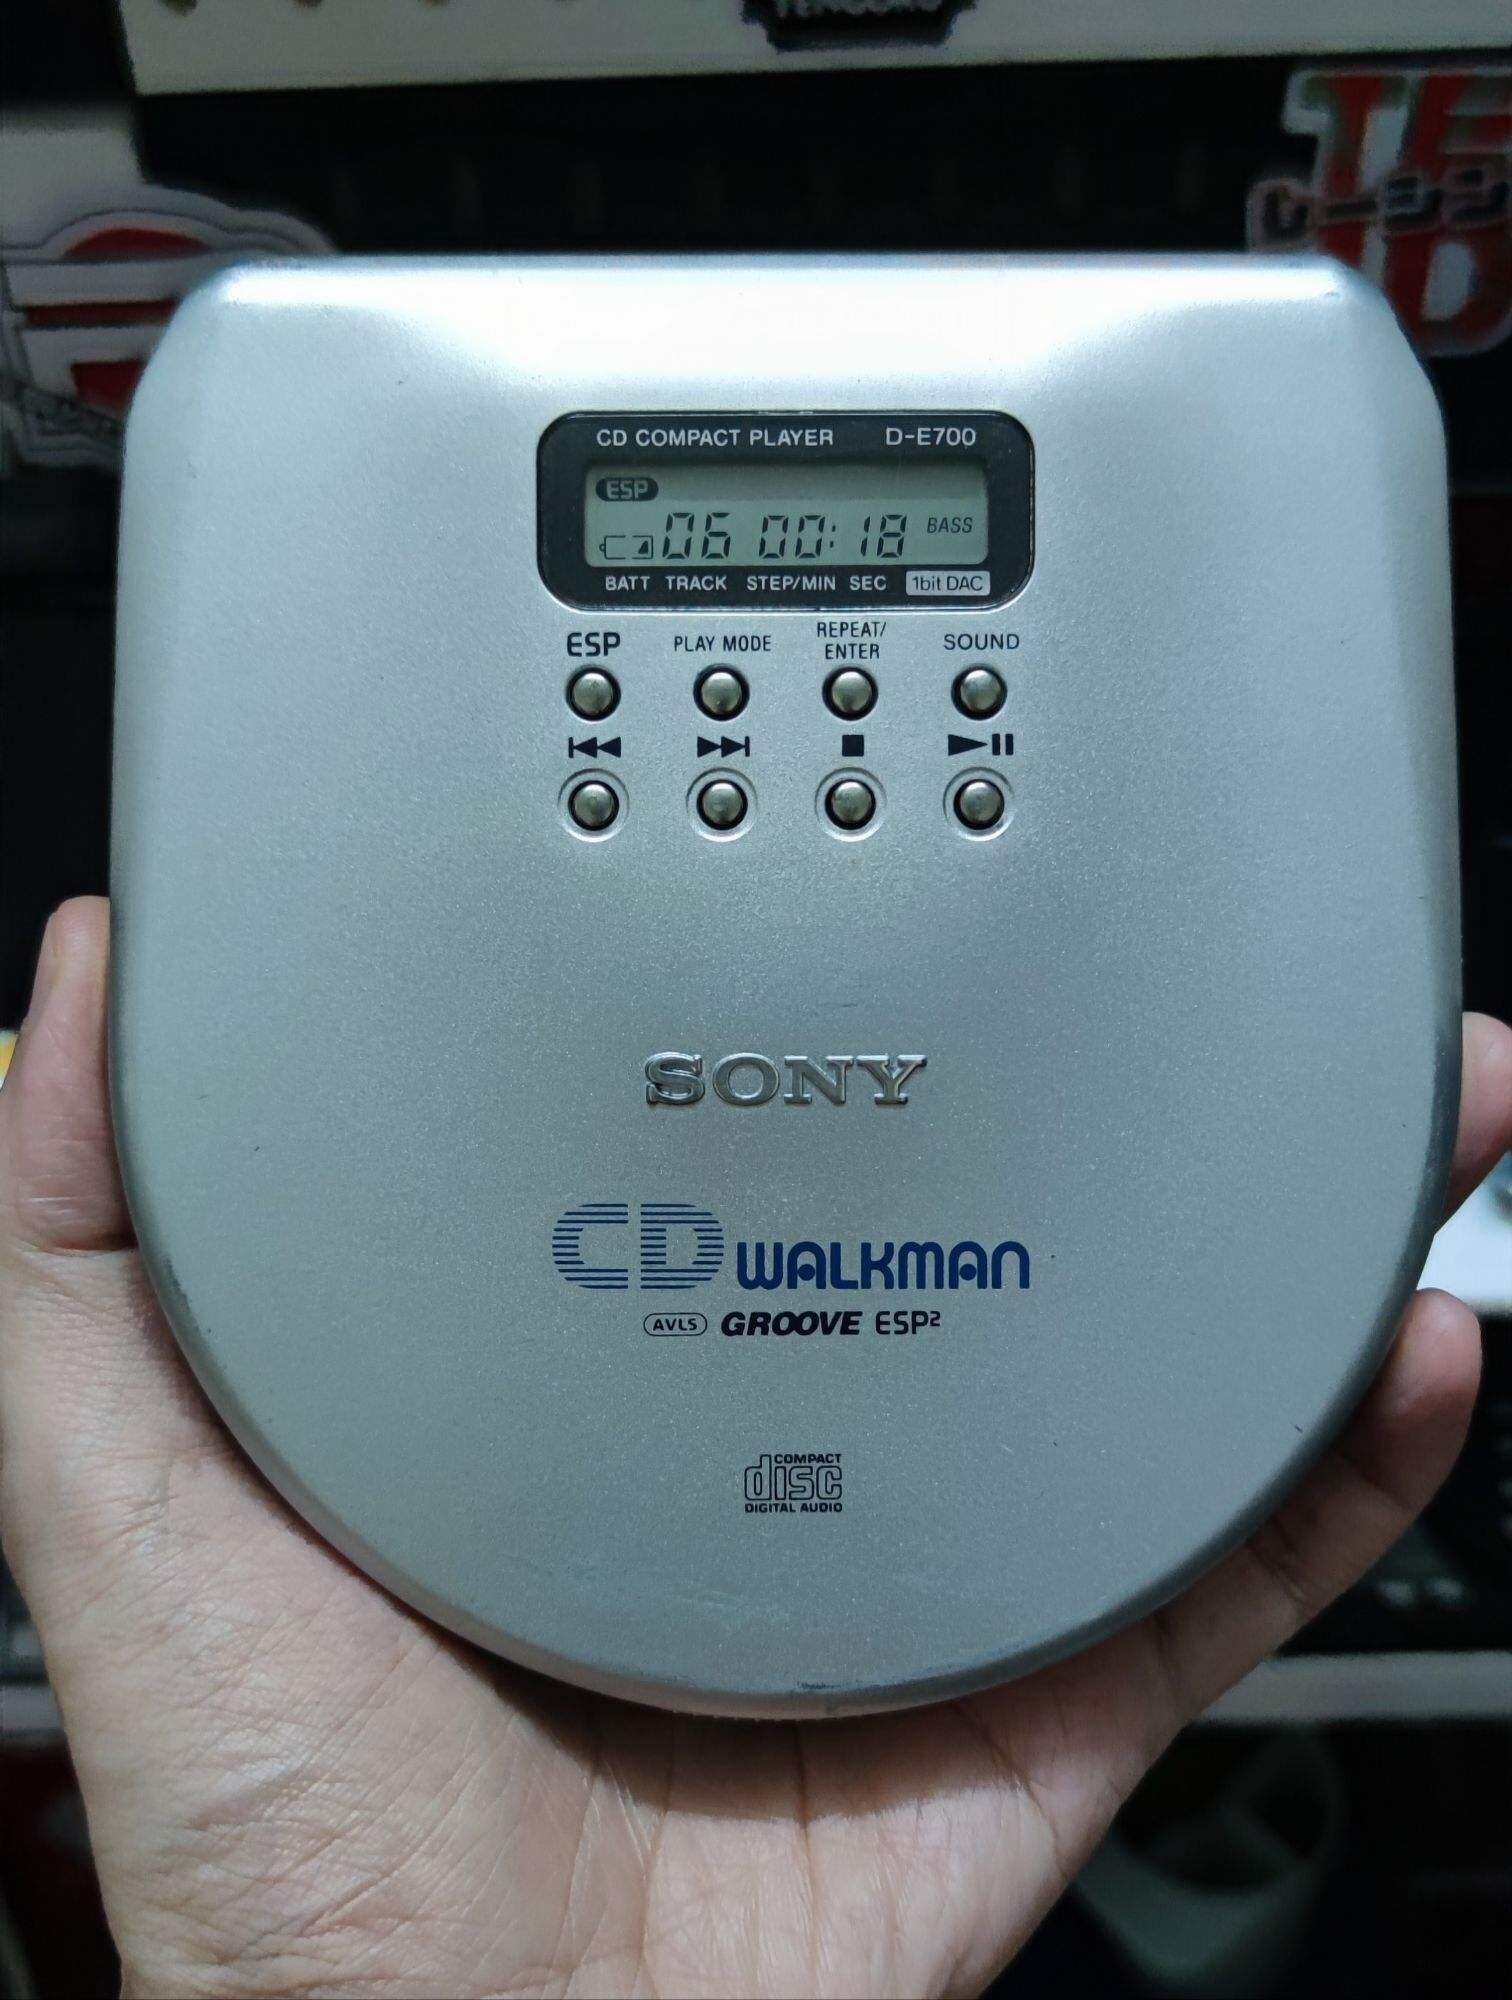 CD COMPACT PLAYER D-E700
ESP
06 00:18 BASS
BATT TRACK STEP/MIN SEC 1bit DAC
ESP PLAY MODE REPEAT/ENTER SOUND
SONY
CD WALKMAN
AVLS GROOVE ESP²
COMPACT
disc
DIGITAL AUDIO